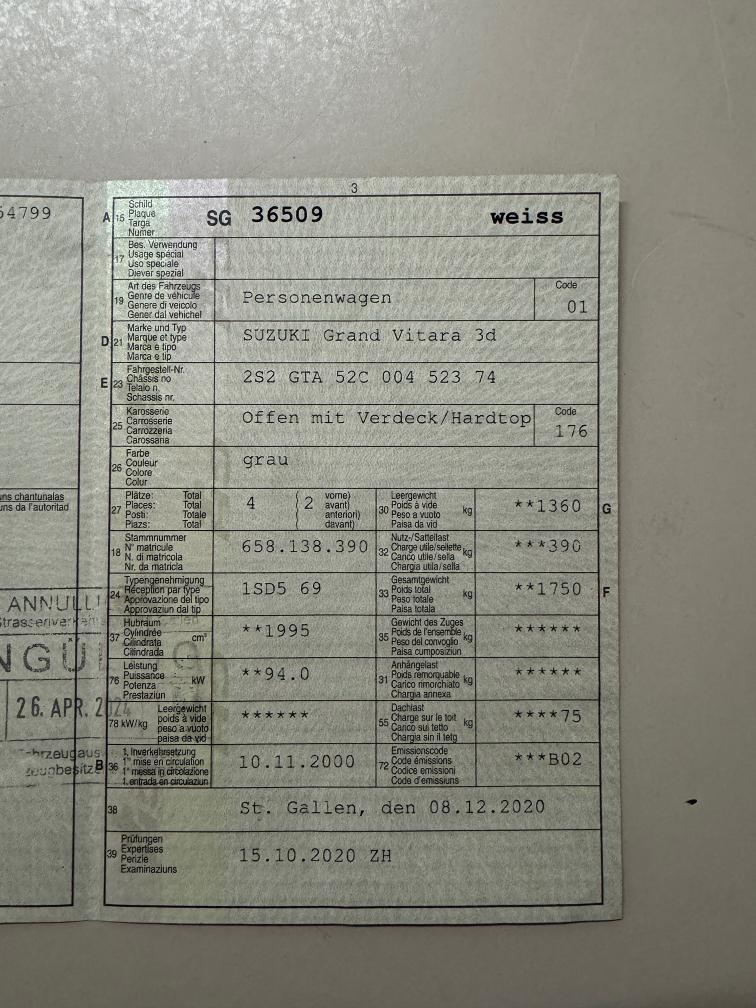 3
54799
A 15 Schild
Plaque
Targa
Numer
SG 36509 weiss
17 Bes. Verwendung
Usage spécial
Uso speciale
Diever spezial
19 Art des Fahrzeugs
Genre de véhicule
Genere di veicolo
Gener dal vehichel
Personenwagen
Code
01
D 21 Marke und Typ
Marque et type
Marca e tipo
Marca e tip
SUZUKI Grand Vitara 3d
E 23 Fahrgestell-Nr.
Châssis no
Telaio n.
Schassis nr.
2S2 GTA 52C 004 523 74
25 Karosserie
Carrosserie
Carrozzeria
Carossaria
Offen mit Verdeck/Hardtop
Code
176
26 Farbe
Couleur
Colore
Colur
grau
27 Plätze: Total
Places: Total
Posti: Totale
Piazs: Total
4 ( 2 vorne)
avant)
anteriori)
davant)
30 Leergewicht
Poids à vide
Peso a vuoto
Paisa da vid
kg
**1360
G
uns chantunalas
uns da l'autoritad
18 Stammnummer
N° matricule
N. di matricola
Nr. da matricla
658.138.390
32 Nutz-/Sattellast
Charge utile/sellette
Carico utile/sella
Chargia utila/sella
kg
***390
24 Typengenehmigung
Réception par type
Approvazione del tipo
Approvaziun dal tip
1SD5 69
33 Gesamtgewicht
Poids total
Peso totale
Paisa totala
kg
**1750
F
ANNULLI
Strassenverke
37 Hubraum
Cylindrée
Cilindrata
Cilindrada
cm³
**1995
35 Gewicht des Zuges
Poids de l'ensemble
Peso del convoglio
Paisa cumposiziun
kg
******
NGÜ
76 Leistung
Puissance
Potenza
Prestaziun
kW
**94.0
31 Anhängelast
Poids remorquable
Carico rimorchiato
Chargia annexa
kg
******
26. APR. 2024
78 kW/kg Leergewicht
poids à vide
peso a vuoto
paisa da vid
******
55 Dachlast
Charge sur le toit
Carico sul tetto
Chargia sin il tetg
kg
****75
hrzeugaus
zeugbesitz
B 36 1. Inverkehrsetzung
1re mise en circulation
1a messa in circolazione
1. entrada en circulaziun
10.11.2000
72 Emissionscode
Code émissions
Codice emissioni
Code d'emissiuns
***B02
38 St. Gallen, den 08.12.2020
39 Prüfungen
Expertises
Perizie
Examinaziuns
15.10.2020 ZH